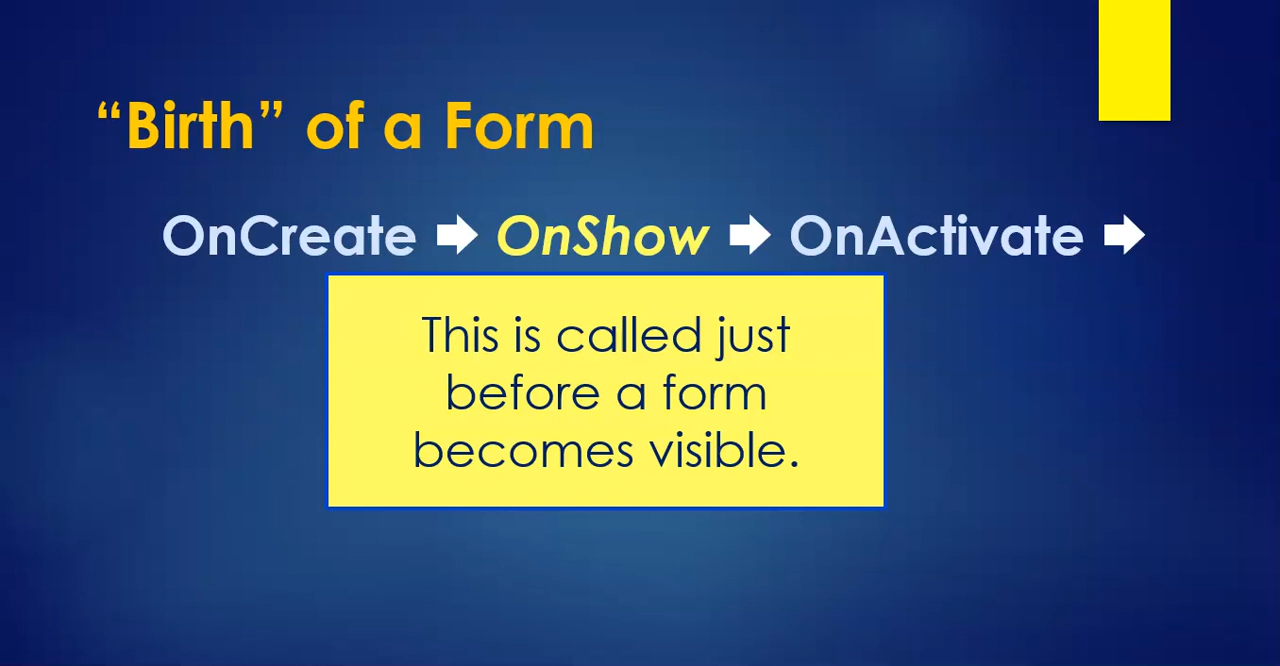 “Birth” of a Form
OnCreate ➡ OnShow ➡ OnActivate ➡
This is called just
before a form
becomes visible.